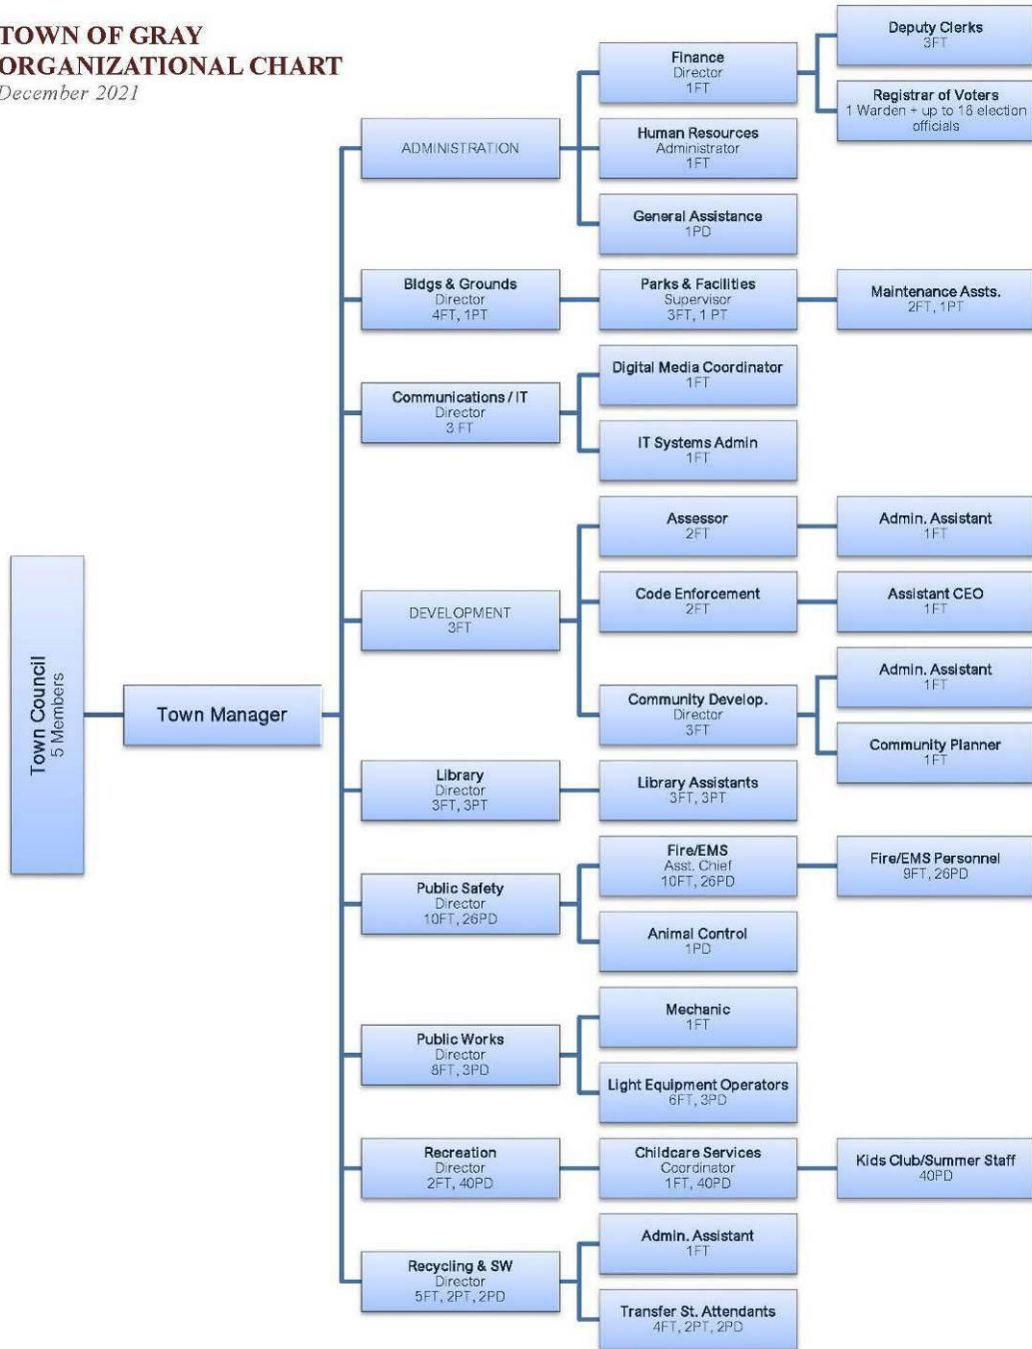 TOWN OF GRAY
ORGANIZATIONAL CHART
December 2021
Town Council
5 Members
Town Manager
ADMINISTRATION
Finance
Director
1FT
Deputy Clerks
3FT
Registrar of Voters
1 Warden + up to 16 election
officials
Human Resources
Administrator
1FT
General Assistance
1PD
Bldgs & Grounds
Director
4FT, 1PT
Parks & Facilities
Supervisor
3FT, 1 PT
Maintenance Assts.
2FT, 1PT
Communications / IT
Director
3 FT
Digital Media Coordinator
1FT
IT Systems Admin
1FT
DEVELOPMENT
3FT
Assessor
2FT
Admin. Assistant
1FT
Code Enforcement
2FT
Assistant CEO
1FT
Community Develop.
Director
3FT
Admin. Assistant
1FT
Community Planner
1FT
Library
Director
3FT, 3PT
Library Assistants
3FT, 3PT
Public Safety
Director
10FT, 26PD
Fire/EMS
Asst. Chief
10FT, 26PD
Fire/EMS Personnel
9FT, 26PD
Animal Control
1PD
Public Works
Director
8FT, 3PD
Mechanic
1FT
Light Equipment Operators
6FT, 3PD
Recreation
Director
2FT, 40PD
Childcare Services
Coordinator
1FT, 40PD
Kids Club/Summer Staff
40PD
Recycling & SW
Director
5FT, 2PT, 2PD
Admin. Assistant
1FT
Transfer St. Attendants
4FT, 2PT, 2PD